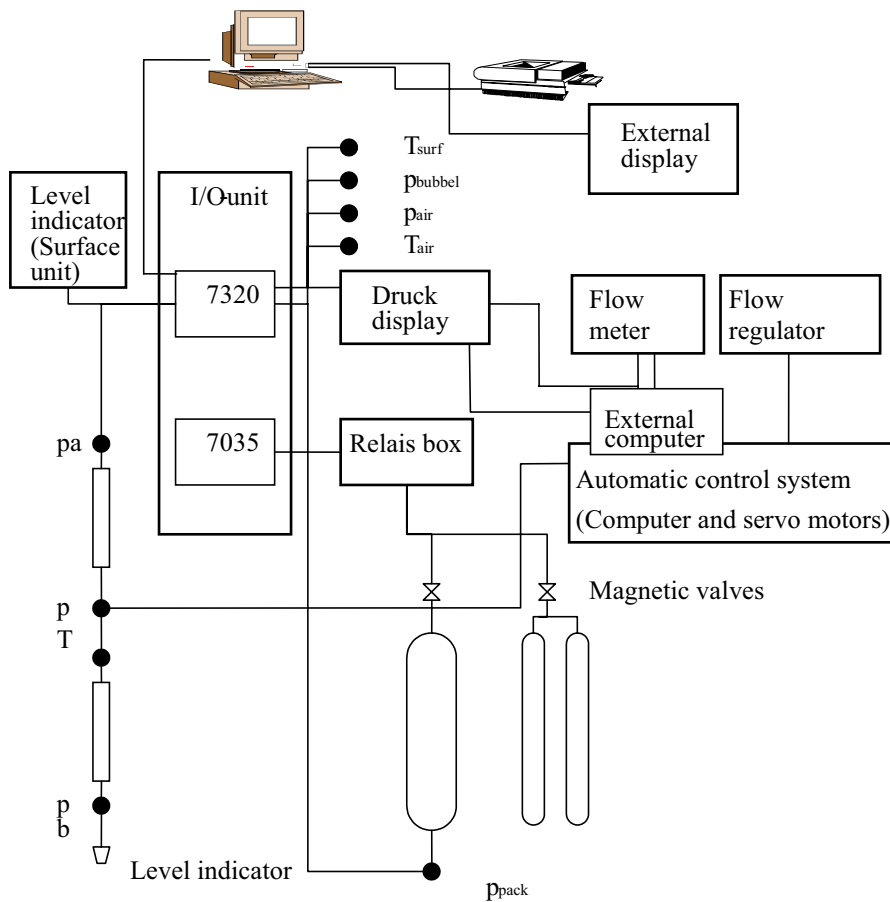 External
display
Tsurf
pbubbel
pair
Tair
Level
indicator
(Surface
unit)
I/O-unit
7320
Druck
display
Flow
meter
Flow
regulator
7035
Relais box
External
computer
Automatic control system
(Computer and servo motors)
pa
p
T
Magnetic valves
p
b
Level indicator
ppack